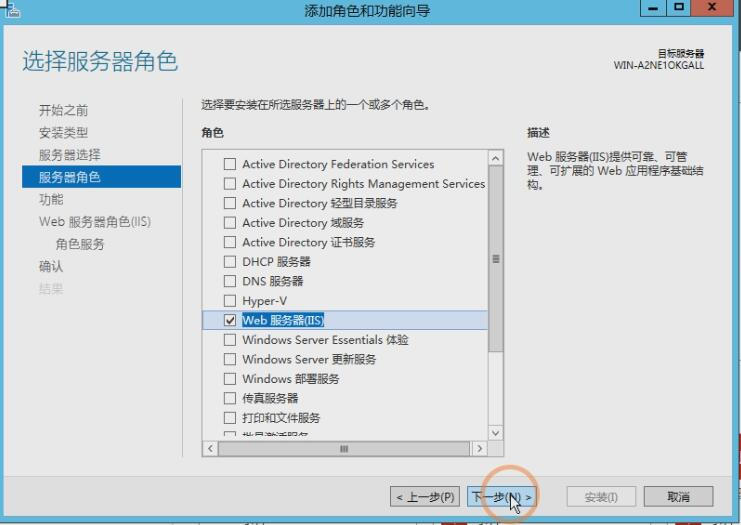 添加角色和功能向导
选择服务器角色
目标服务器
WIN-A2NE1OKGALL
开始之前
安装类型
服务器选择
服务器角色
功能
Web 服务器角色(IIS)
角色服务
确认
结果
选择要安装在所选服务器上的一个或多个角色。
角色
Active Directory Federation Services
Active Directory Rights Management Services
Active Directory 轻型目录服务
Active Directory 域服务
Active Directory 证书服务
DHCP 服务器
DNS 服务器
Hyper-V
Web 服务器(IIS)
Windows Server Essentials 体验
Windows Server 更新服务
Windows 部署服务
传真服务器
打印和文件服务
描述
Web 服务器(IIS)提供可靠、可管
理、可扩展的 Web 应用程序基础结
构。
< 上一步(P)
下一步(N) >
安装(I)
取消